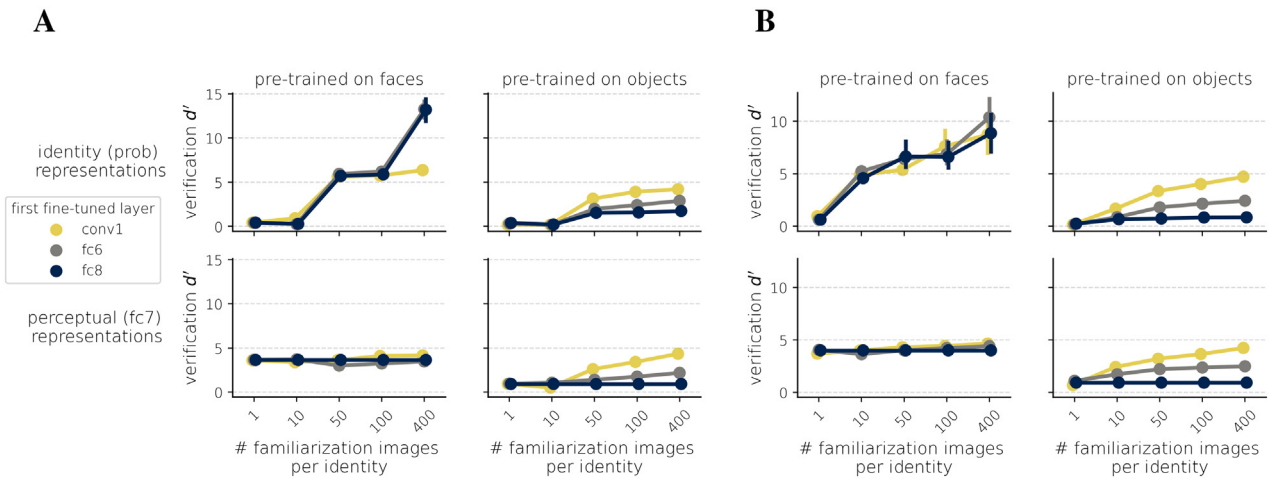 A
B
pre-trained on faces
pre-trained on objects
pre-trained on faces
pre-trained on objects
identity (prob)
representations
verification d′
15
10
5
0
verification d′
10
5
0
first fine-tuned layer
conv1
fc6
fc8
perceptual (fc7)
representations
verification d′
15
10
5
0
verification d′
10
5
0
1
10
50
100
400
1
10
50
100
400
1
10
50
100
400
1
10
50
100
400
# familiarization images
per identity
# familiarization images
per identity
# familiarization images
per identity
# familiarization images
per identity